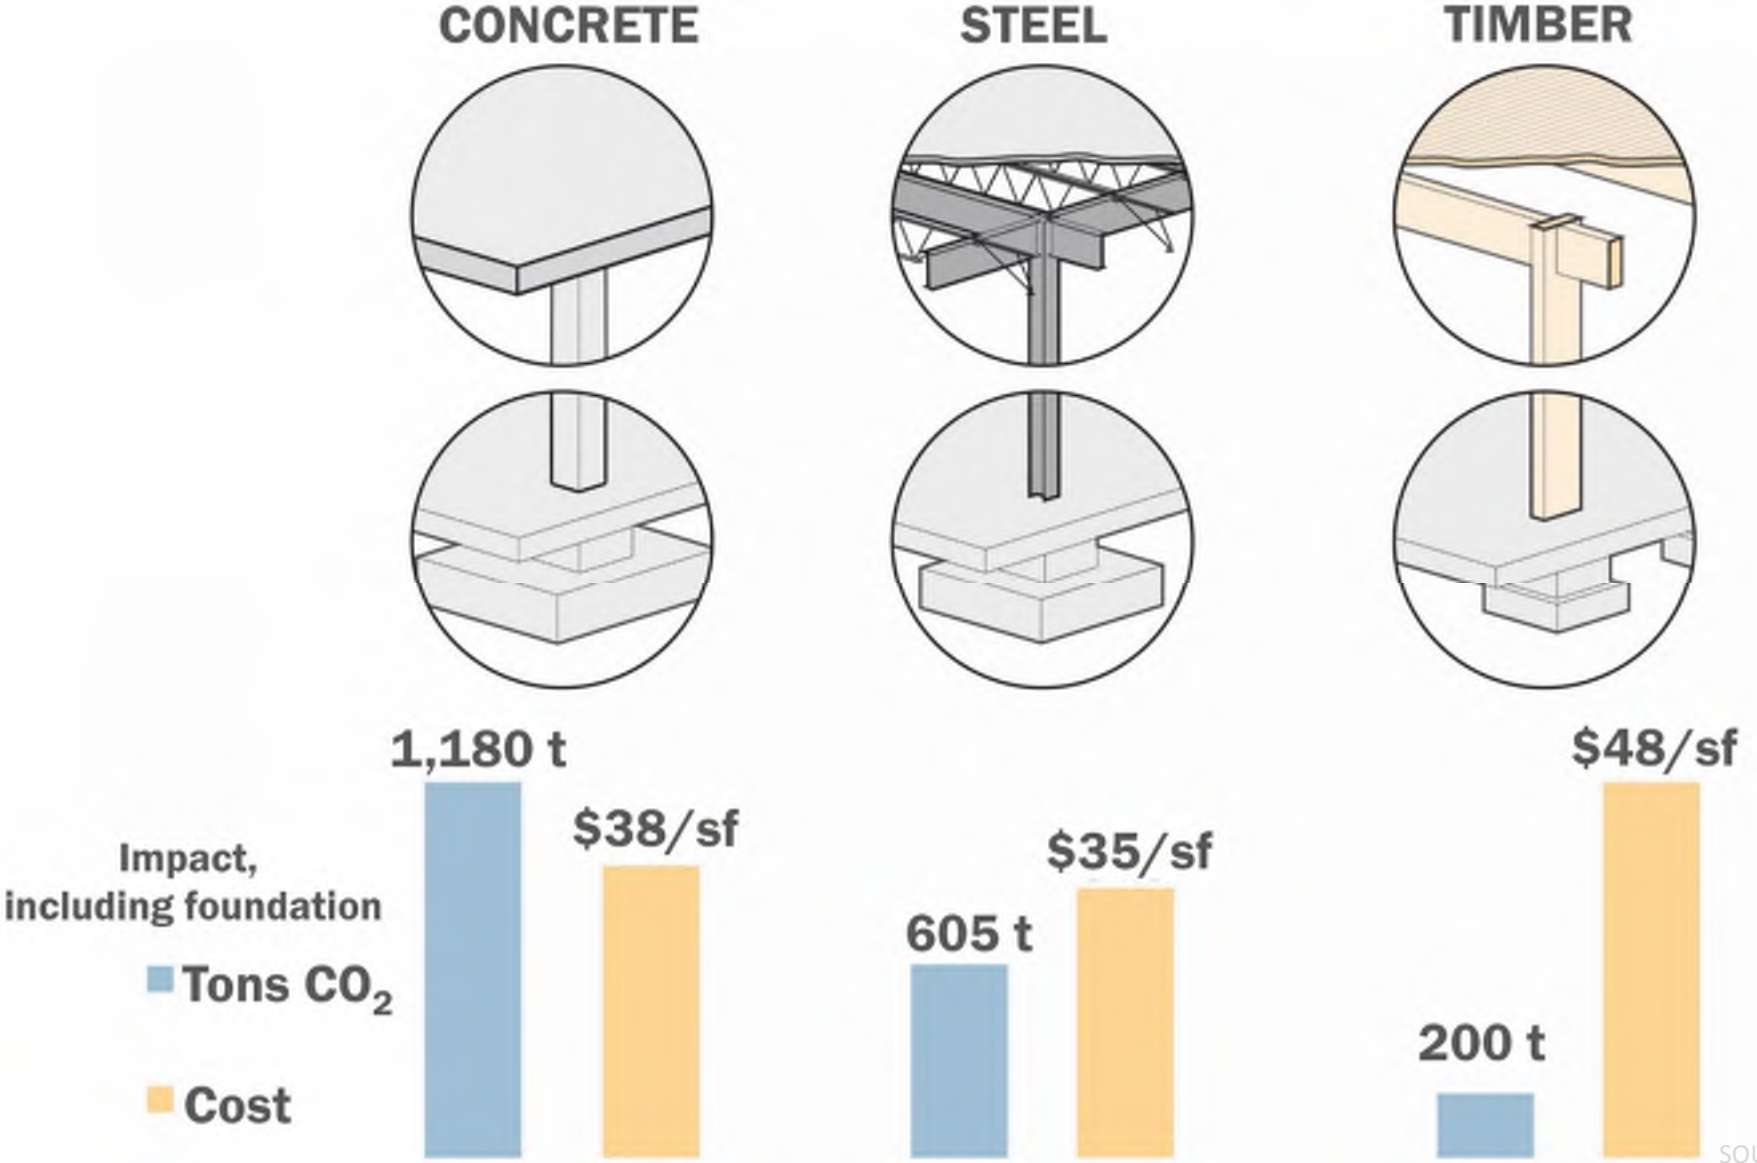 CONCRETE
STEEL
TIMBER
1,180 t
$38/sf
605 t
$35/sf
200 t
$48/sf
Impact,
including foundation
Tons CO₂
Cost
SOU